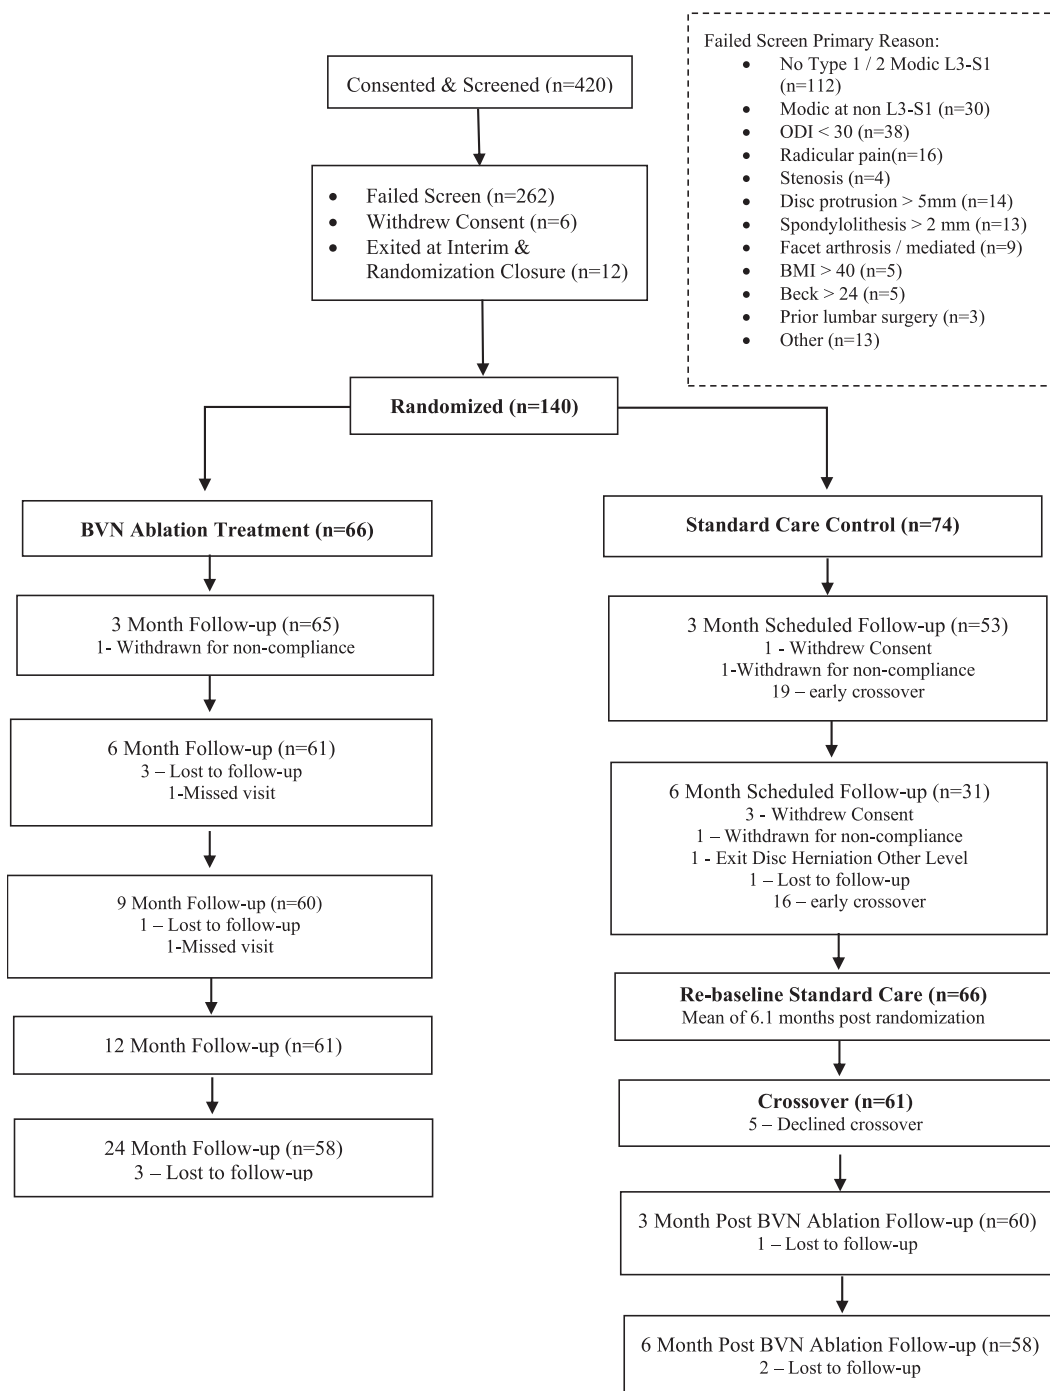 Consented & Screened (n=420)
Failed Screen Primary Reason:
• No Type 1 / 2 Modic L3-S1
(n=112)
• Modic at non L3-S1 (n=30)
• ODI < 30 (n=38)
• Radicular pain(n=16)
• Stenosis (n=4)
• Disc protrusion > 5mm (n=14)
• Spondylolithesis > 2 mm (n=13)
• Facet arthrosis / mediated (n=9)
• BMI > 40 (n=5)
• Beck > 24 (n=5)
• Prior lumbar surgery (n=3)
• Other (n=13)
• Failed Screen (n=262)
• Withdrew Consent (n=6)
• Exited at Interim &
Randomization Closure (n=12)
Randomized (n=140)
BVN Ablation Treatment (n=66)
3 Month Follow-up (n=65)
1- Withdrawn for non-compliance
6 Month Follow-up (n=61)
3 – Lost to follow-up
1-Missed visit
9 Month Follow-up (n=60)
1 – Lost to follow-up
1-Missed visit
12 Month Follow-up (n=61)
24 Month Follow-up (n=58)
3 – Lost to follow-up
Standard Care Control (n=74)
3 Month Scheduled Follow-up (n=53)
1 - Withdrew Consent
1-Withdrawn for non-compliance
19 – early crossover
6 Month Scheduled Follow-up (n=31)
3 - Withdrew Consent
1 – Withdrawn for non-compliance
1 - Exit Disc Herniation Other Level
1 – Lost to follow-up
16 – early crossover
Re-baseline Standard Care (n=66)
Mean of 6.1 months post randomization
Crossover (n=61)
5 – Declined crossover
3 Month Post BVN Ablation Follow-up (n=60)
1 – Lost to follow-up
6 Month Post BVN Ablation Follow-up (n=58)
2 – Lost to follow-up